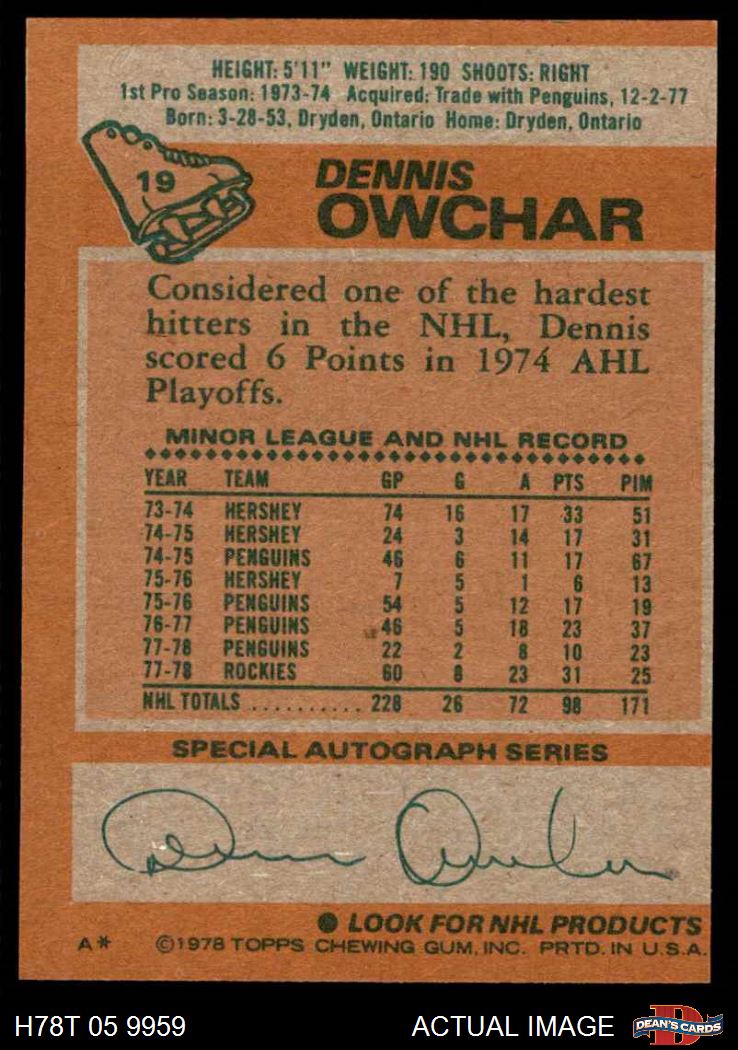 HEIGHT: 5'11" WEIGHT: 190 SHOOTS: RIGHT
1st Pro Season: 1973-74 Acquired: Trade with Penguins, 12-2-77
Born: 3-28-53, Dryden, Ontario Home: Dryden, Ontario
19
DENNIS
OWCHAR
Considered one of the hardest
hitters in the NHL, Dennis
scored 6 Points in 1974 AHL
Playoffs.
MINOR LEAGUE AND NHL RECORD
YEAR TEAM GP G A PTS PIM
73-74 HERSHEY 74 16 17 33 51
74-75 HERSHEY 24 3 14 17 31
74-75 PENGUINS 46 6 11 17 67
75-76 HERSHEY 7 5 1 6 13
75-76 PENGUINS 54 5 12 17 19
76-77 PENGUINS 46 5 18 23 37
77-78 PENGUINS 22 2 8 10 23
77-78 ROCKIES 60 8 23 31 25
NHL TOTALS .......... 228 26 72 98 171
SPECIAL AUTOGRAPH SERIES
Dennis Owchar
● LOOK FOR NHL PRODUCTS
A* ©1978 TOPPS CHEWING GUM, INC. PRTD. IN U.S.A.
H78T 05 9959 ACTUAL IMAGE DEAN'S CARDS